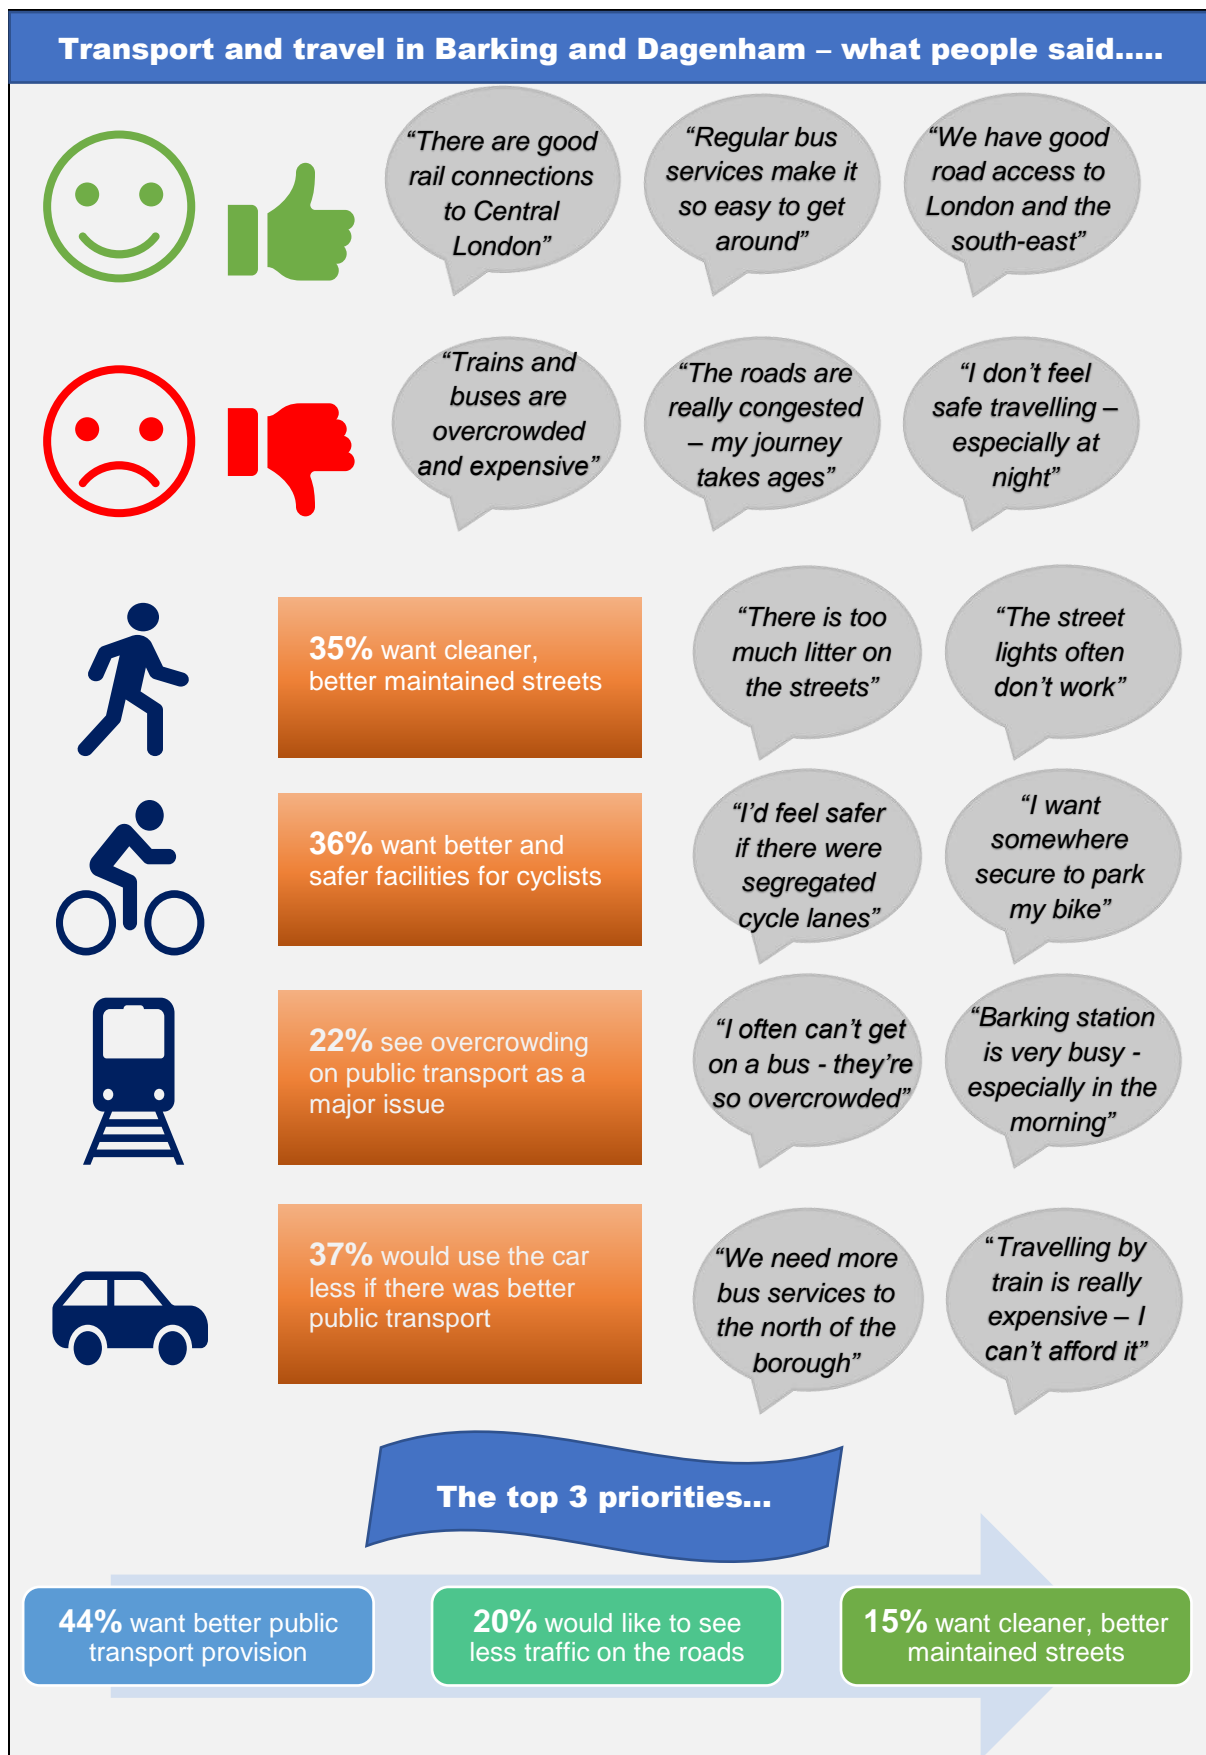 Transport and travel in Barking and Dagenham – what people said.....
“There are good
rail connections
to Central
London”
“Regular bus
services make it
so easy to get
around”
“We have good
road access to
London and the
south-east”
“Trains and
buses are
overcrowded
and expensive”
“The roads are
really congested
– my journey
takes ages”
“I don’t feel
safe travelling –
especially at
night”
35% want cleaner,
better maintained streets
“There is too
much litter on
the streets”
“The street
lights often
don’t work”
36% want better and
safer facilities for cyclists
“I’d feel safer
if there were
segregated
cycle lanes”
“I want
somewhere
secure to park
my bike”
22% see overcrowding
on public transport as a
major issue
“I often can’t get
on a bus - they’re
so overcrowded”
“Barking station
is very busy -
especially in the
morning”
37% would use the car
less if there was better
public transport
“We need more
bus services to
the north of the
borough”
“Travelling by
train is really
expensive – I
can’t afford it”
The top 3 priorities...
44% want better public
transport provision
20% would like to see
less traffic on the roads
15% want cleaner, better
maintained streets